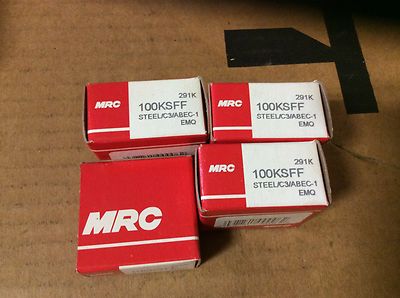 291K
MRC
100KSFF
STEEL/C3/ABEC-1
EMQ
291K
MRC
100KSFF
STEEL/C3/ABEC-1
EMQ
291K
MRC
100KSFF
STEEL/C3/ABEC-1
EMQ
MRC